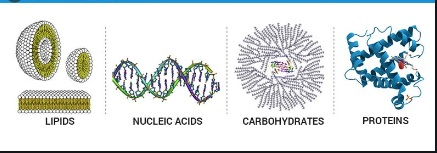 LIPIDS
NUCLEIC ACIDS
CARBOHYDRATES
PROTEINS